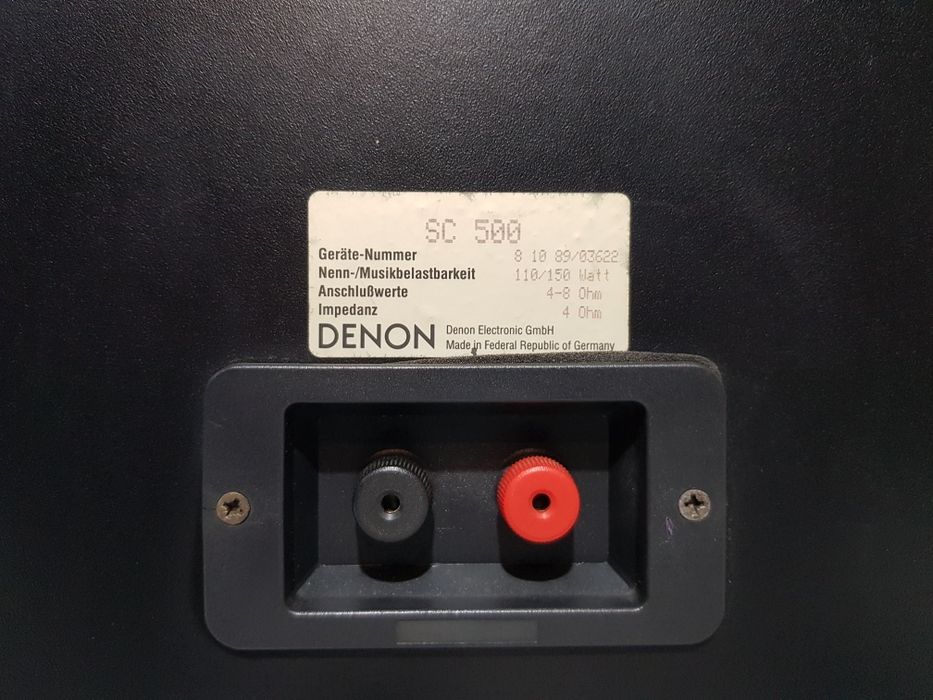 SC 500
Geräte-Nummer 8 10 89/03622
Nenn-/Musikbelastbarkeit 110/150 Watt
Anschlußwerte 4-8 Ohm
Impedanz 4 Ohm
DENON Denon Electronic GmbH
Made in Federal Republic of Germany